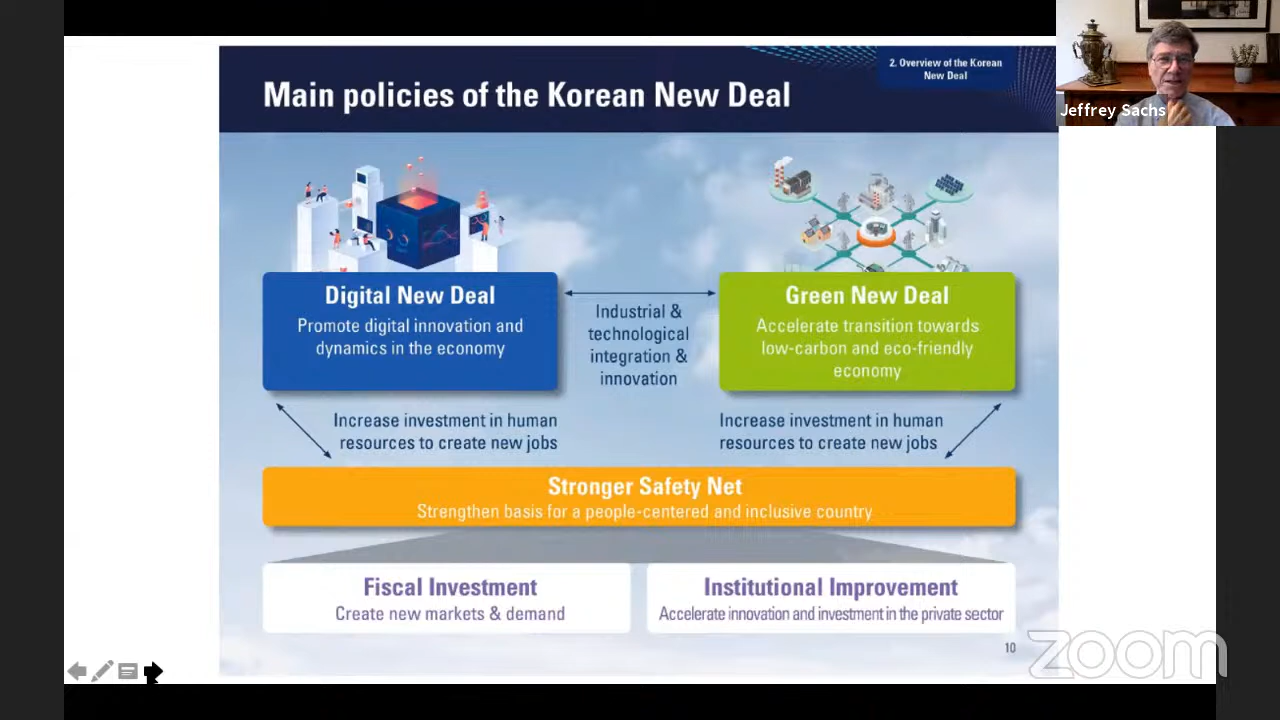 2. Overview of the Korean
New Deal
Main policies of the Korean New Deal
Jeffrey Sachs
Digital New Deal
Promote digital innovation and
dynamics in the economy
Industrial &
technological
integration &
innovation
Green New Deal
Accelerate transition towards
low-carbon and eco-friendly
economy
Increase investment in human
resources to create new jobs
Increase investment in human
resources to create new jobs
Stronger Safety Net
Strengthen basis for a people-centered and inclusive country
Fiscal Investment
Create new markets & demand
Institutional Improvement
Accelerate innovation and investment in the private sector
10
zoom